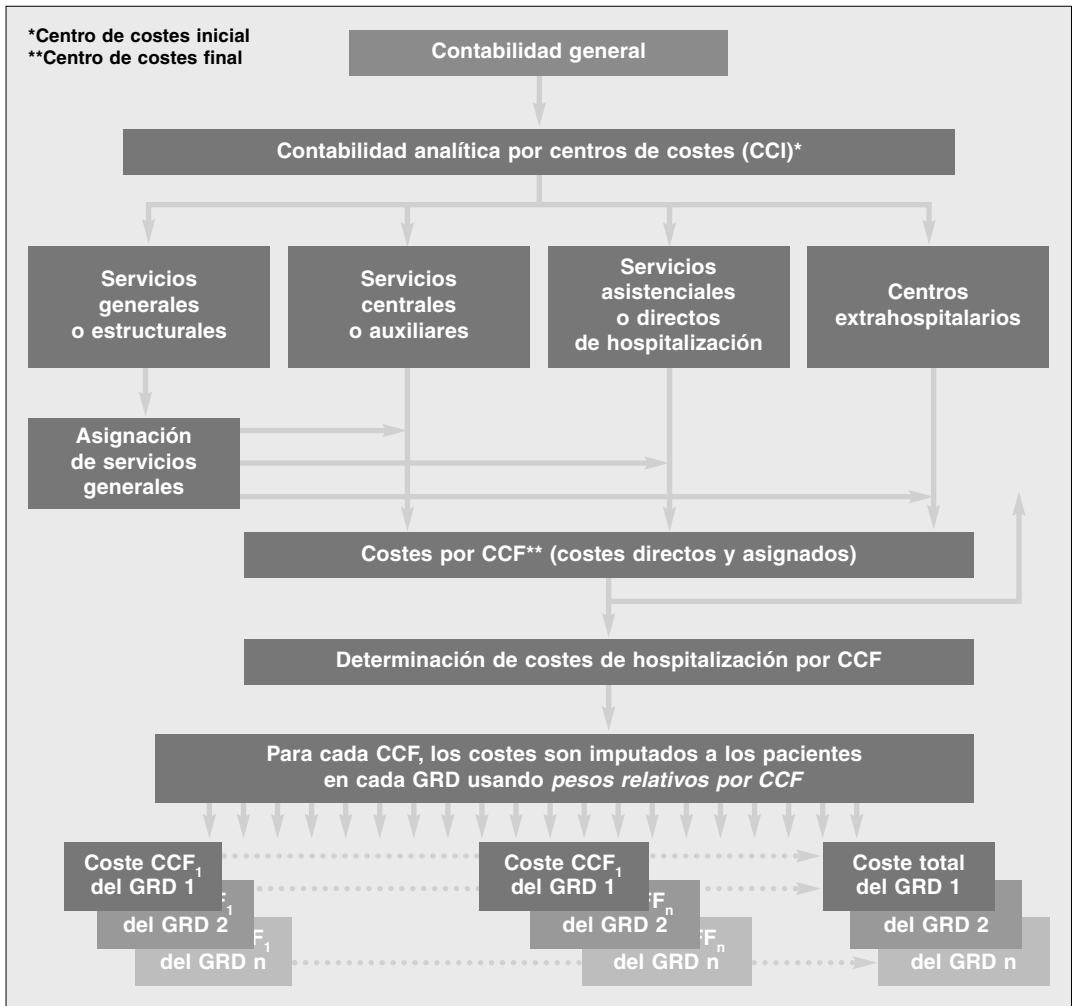 *Centro de costes inicial
**Centro de costes final
Contabilidad general
Contabilidad analítica por centros de costes (CCI)*
Servicios
generales
o estructurales
Servicios
centrales
o auxiliares
Servicios
asistenciales
o directos
de hospitalización
Centros
extrahospitalarios
Asignación
de servicios
generales
Costes por CCF** (costes directos y asignados)
Determinación de costes de hospitalización por CCF
Para cada CCF, los costes son imputados a los pacientes
en cada GRD usando pesos relativos por CCF
Coste CCF1
del GRD 1
del GRD 2
del GRD n
Coste CCF1
del GRD 1
del GRD 2
del GRD n
Coste total
del GRD 1
del GRD 2
del GRD n